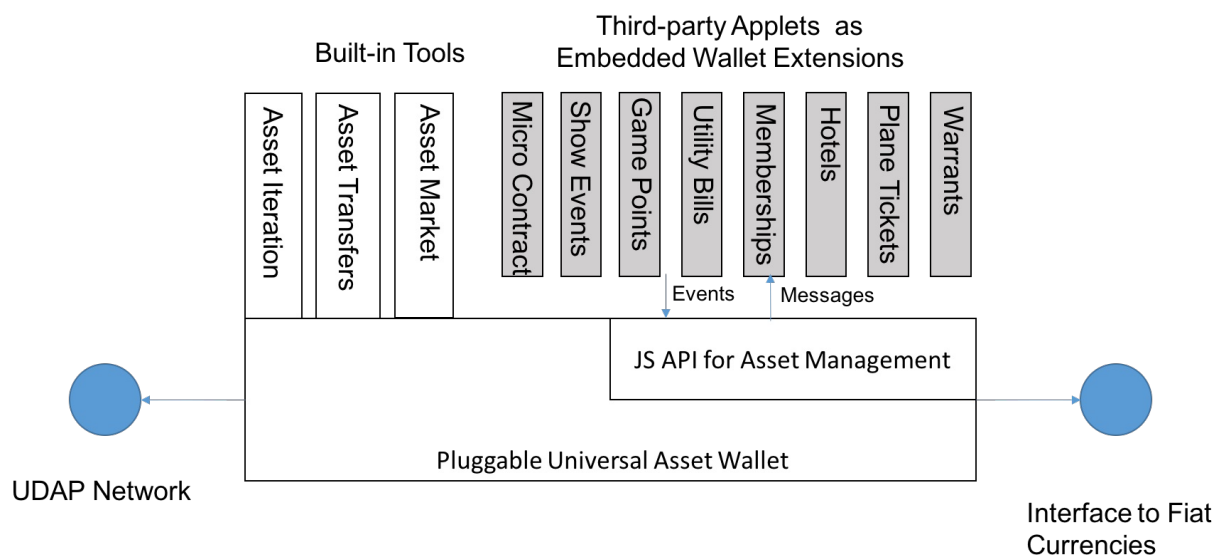 Third-party Applets as
Embedded Wallet Extensions
Built-in Tools
Asset Iteration
Asset Transfers
Asset Market
Micro Contract
Show Events
Game Points
Utility Bills
Memberships
Hotels
Plane Tickets
Warrants
Events
Messages
JS API for Asset Management
Pluggable Universal Asset Wallet
UDAP Network
Interface to Fiat
Currencies